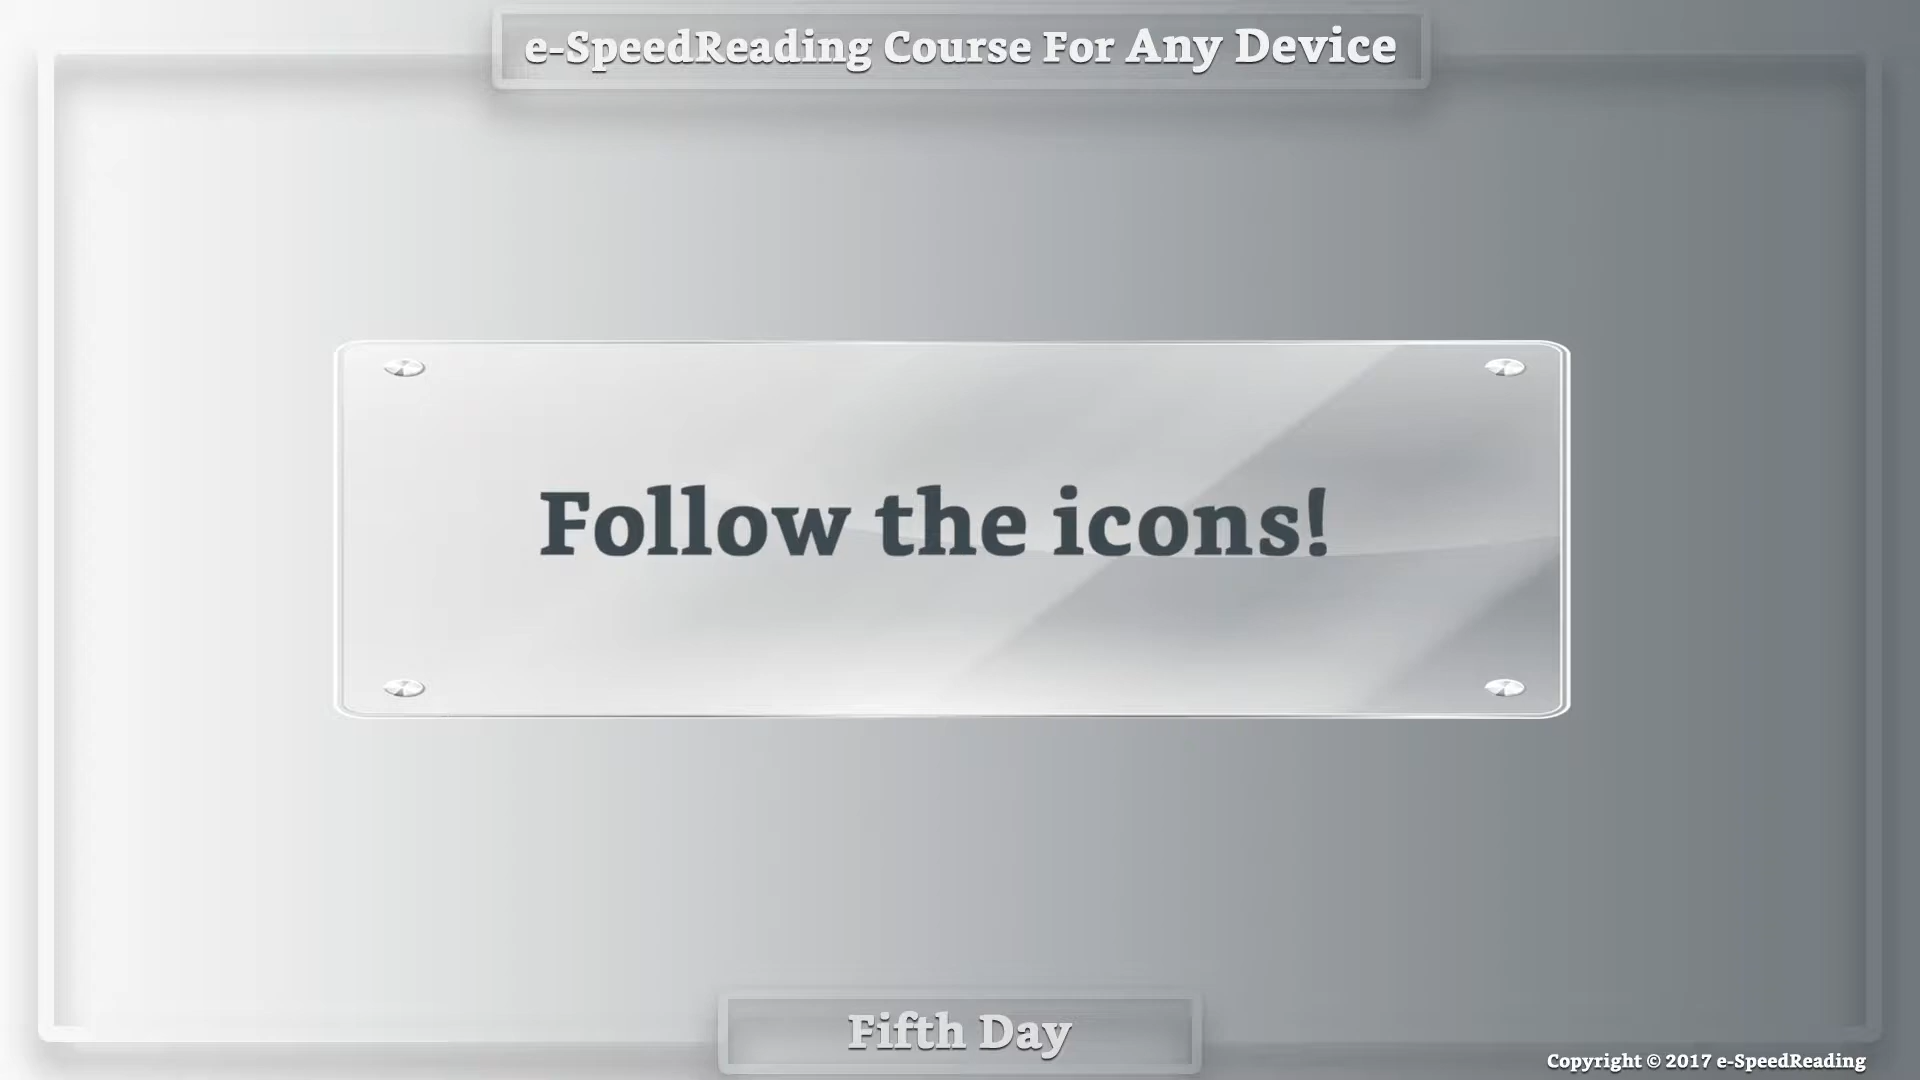 e-SpeedReading Course For Any Device
Follow the icons!
Fifth Day
Copyright © 2017 e-SpeedReading